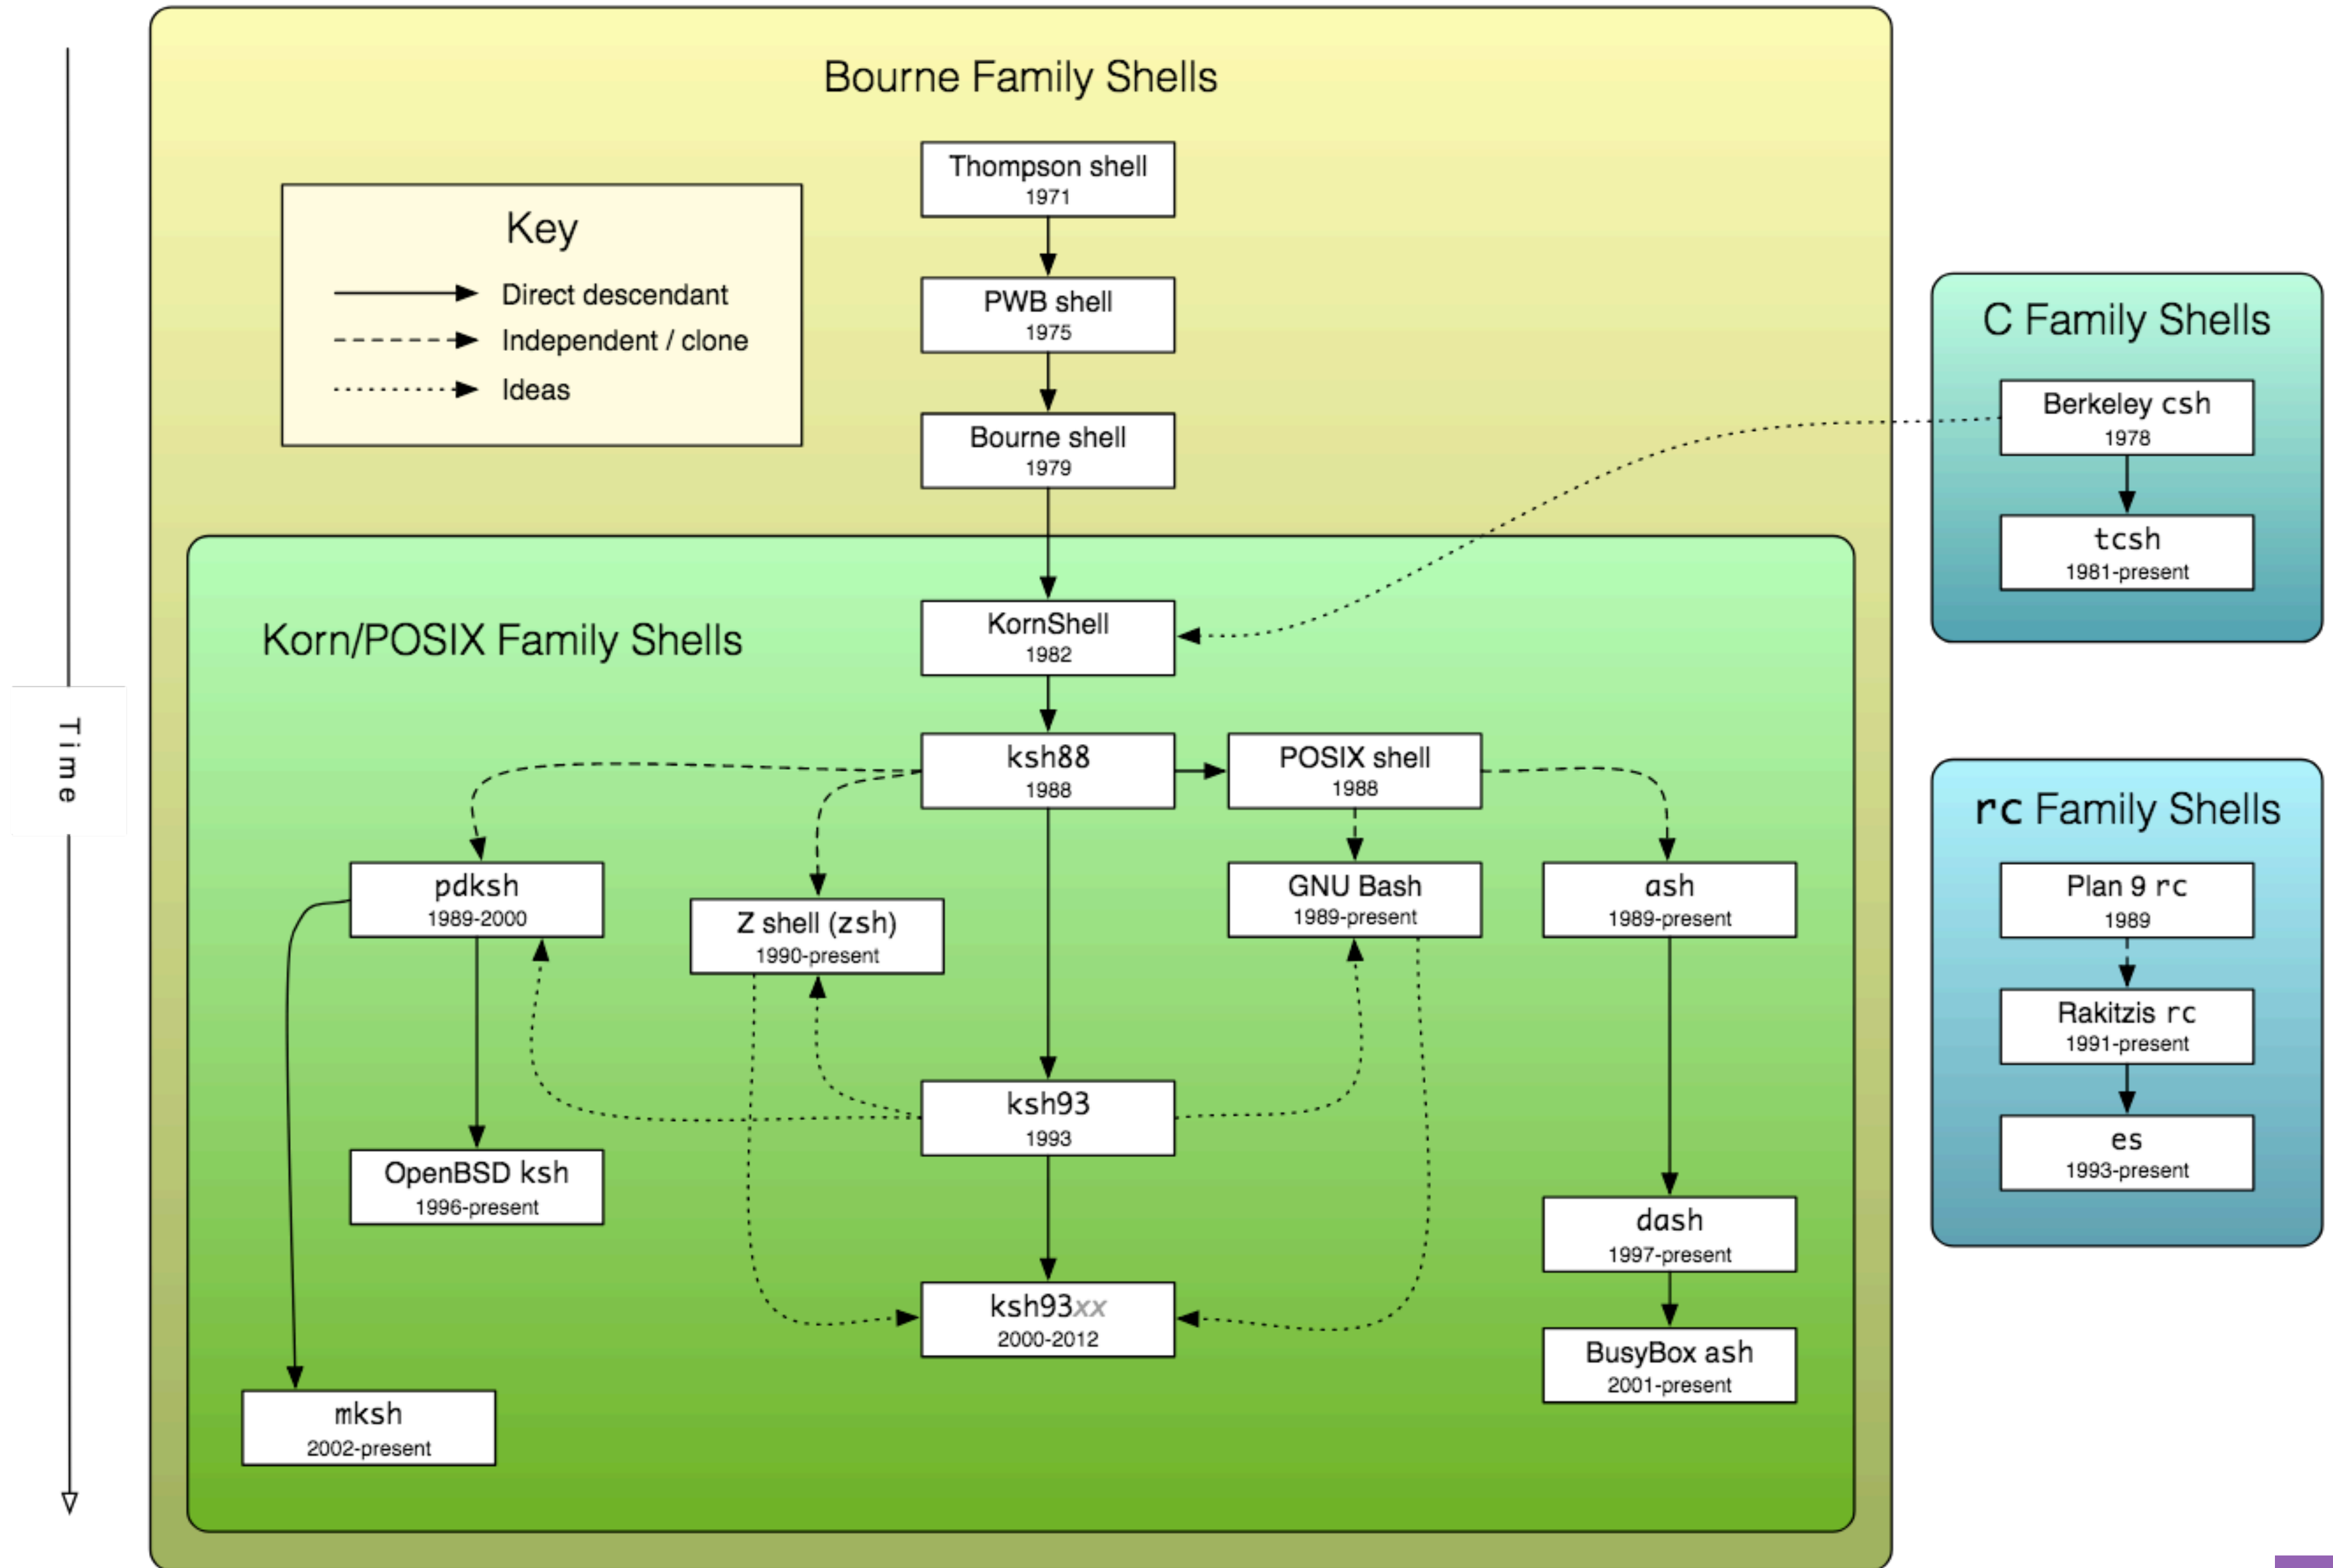 Bourne Family Shells
Thompson shell
1971
Key
Direct descendant
Independent / clone
Ideas
PWB shell
1975
Bourne shell
1979
C Family Shells
Berkeley csh
1978
tcsh
1981-present
Korn/POSIX Family Shells
KornShell
1982
Time
ksh88
1988
POSIX shell
1988
pdksh
1989-2000
Z shell (zsh)
1990-present
GNU Bash
1989-present
ash
1989-present
ksh93
1993
OpenBSD ksh
1996-present
dash
1997-present
ksh93xx
2000-2012
BusyBox ash
2001-present
mksh
2002-present
rc Family Shells
Plan 9 rc
1989
Rakitzis rc
1991-present
es
1993-present